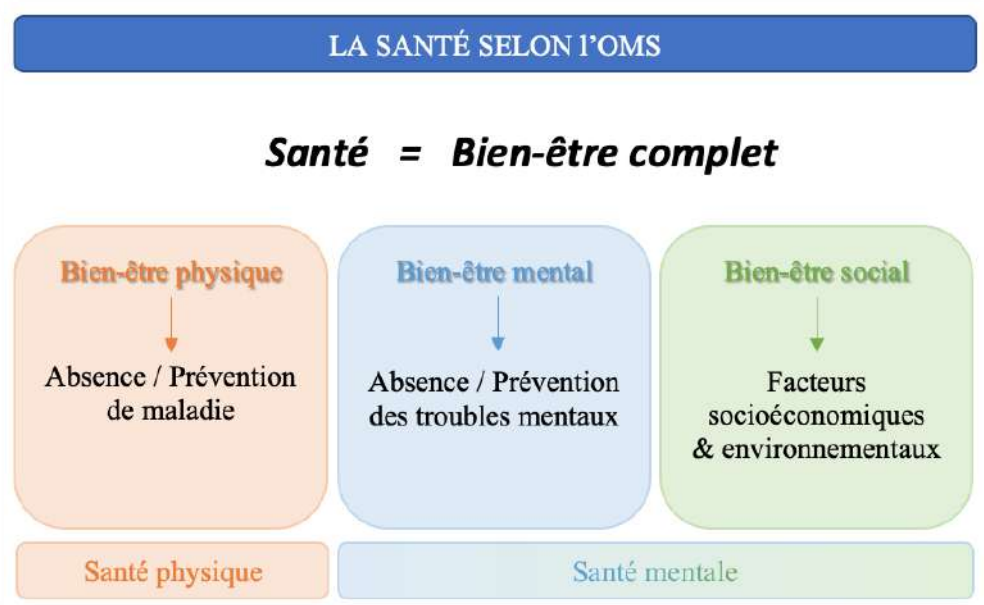 LA SANTÉ SELON l’OMS
Santé = Bien-être complet
Bien-être physique
Absence / Prévention
de maladie
Bien-être mental
Absence / Prévention
des troubles mentaux
Bien-être social
Facteurs
socioéconomiques
& environnementaux
Santé physique
Santé mentale